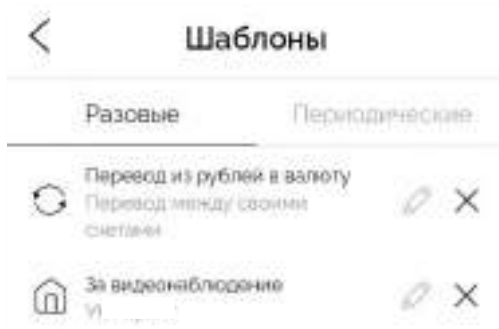 Шаблоны
Разовые Периодические
Перевод из рублей в валюту
Перевод между своими
счетами
За видеонаблюдение